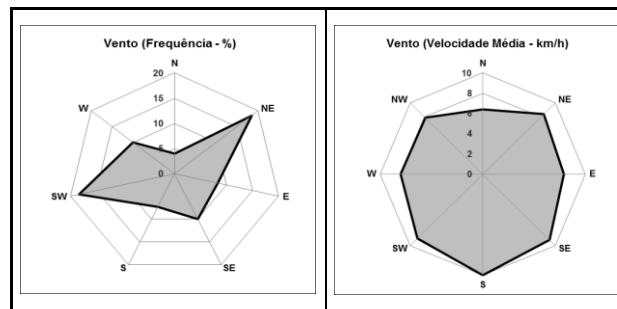 Vento (Frequência - %)
N
20
15
10
5
0
NE
E
SE
S
SW
W
Vento (Velocidade Média - km/h)
N
10
8
6
4
2
0
NE
E
SE
S
SW
W
NW